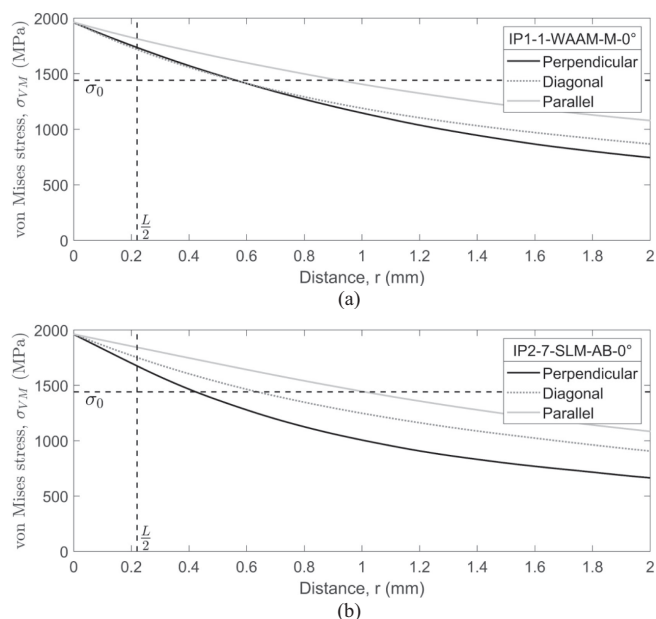 2000
1500
1000
500
0
von Mises stress, σVM (MPa)
σ0
L
2
IP1-1-WAAM-M-0°
Perpendicular
Diagonal
Parallel
0 0.2 0.4 0.6 0.8 1 1.2 1.4 1.6 1.8 2
Distance, r (mm)
(a)
2000
1500
1000
500
0
von Mises stress, σVM (MPa)
σ0
L
2
IP2-7-SLM-AB-0°
Perpendicular
Diagonal
Parallel
0 0.2 0.4 0.6 0.8 1 1.2 1.4 1.6 1.8 2
Distance, r (mm)
(b)